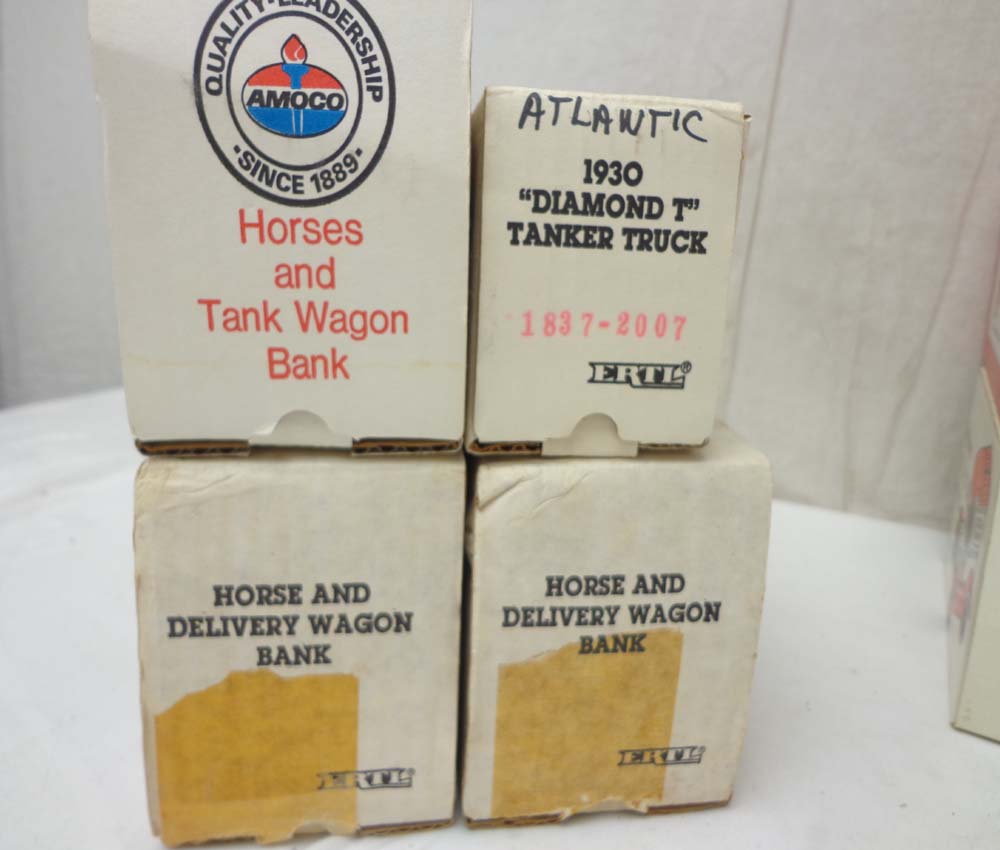 QUALITY-LEADERSHIP
AMOCO
•SINCE 1889•
Horses
and
Tank Wagon
Bank
ATLANTIC
1930
“DIAMOND T”
TANKER TRUCK
1837-2007
ERTL®
HORSE AND
DELIVERY WAGON
BANK
ERTL®
HORSE AND
DELIVERY WAGON
BANK
ERTL®